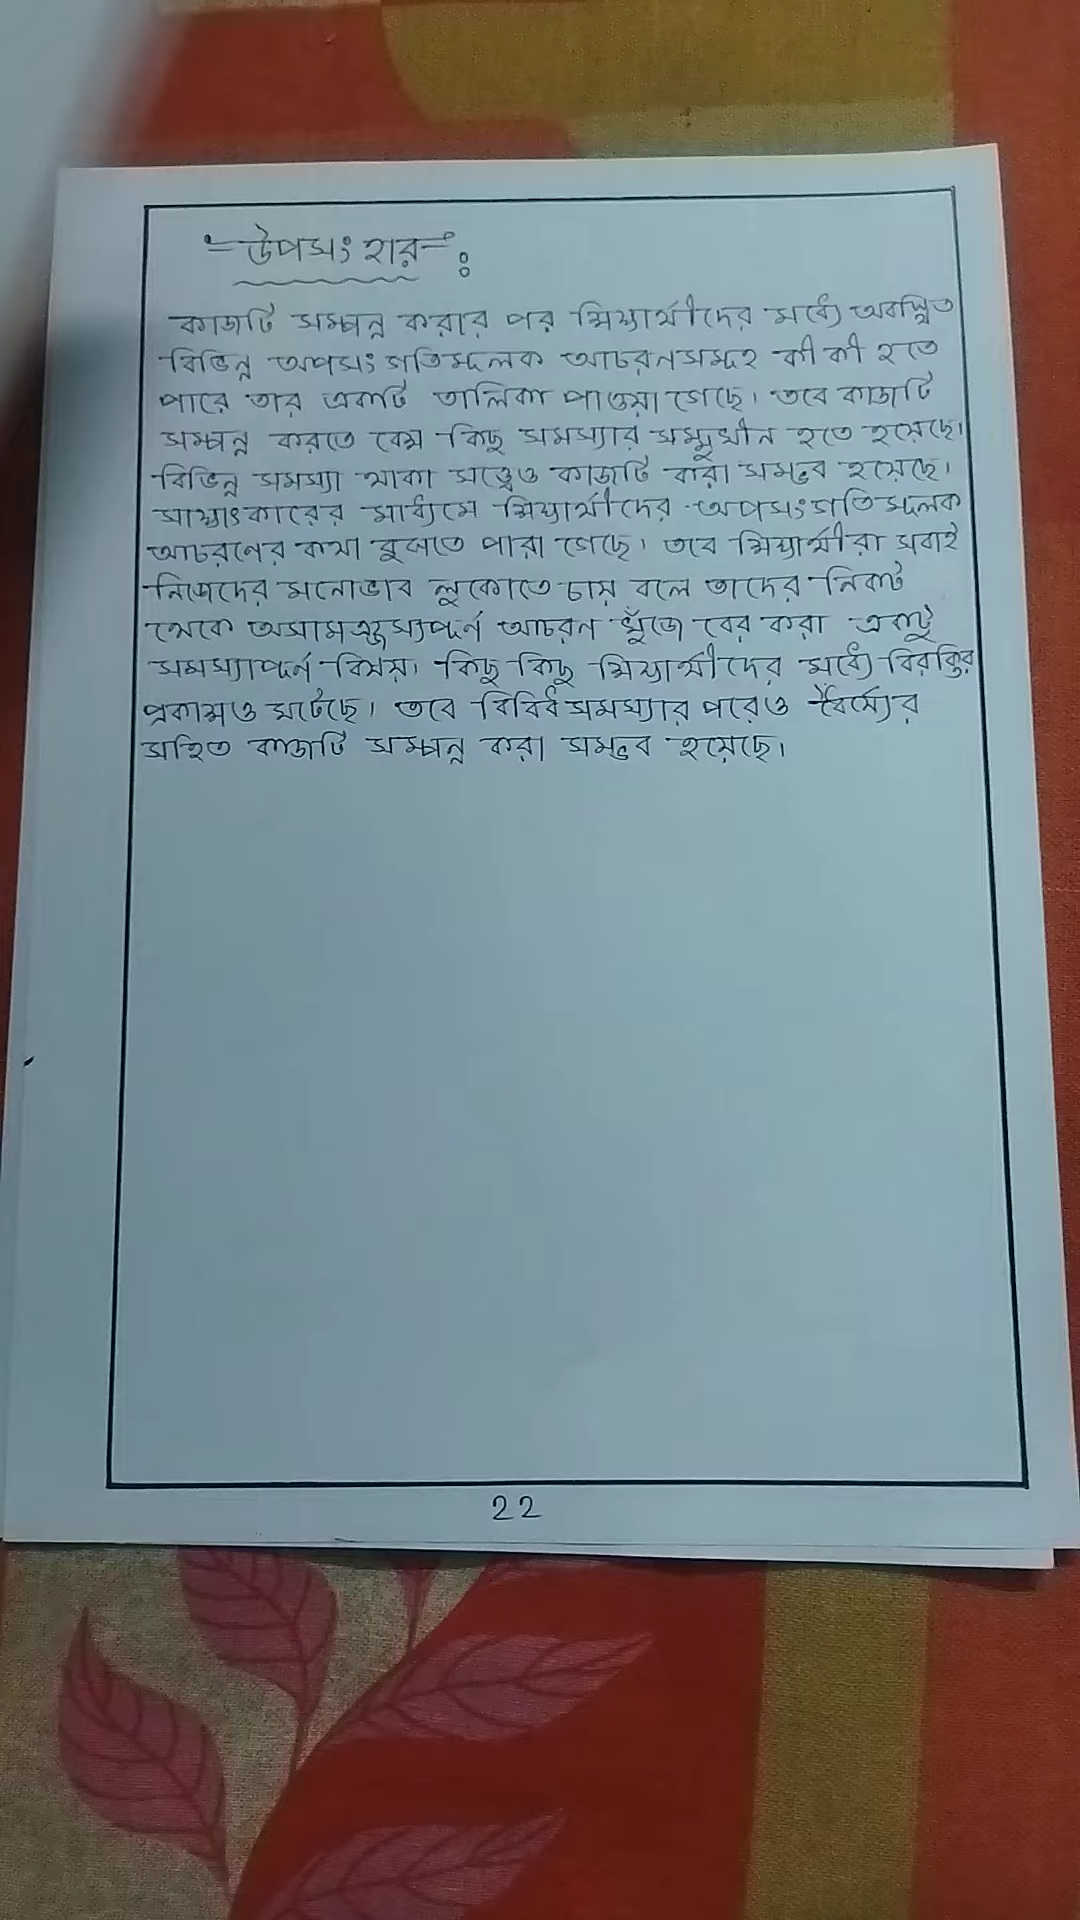 উপসংহার :
কাজটি সম্পন্ন করার পর শিক্ষার্থীদের মধ্যে অবস্থিত
বিভিন্ন অপসংগতিমূলক আচরনসমূহ কী কী হতে
পারে তার একটি তালিকা পাওয়া গেছে। তবে কাজটি
সম্পন্ন করতে বেশ কিছু সমস্যার সম্মুখীন হতে হয়েছে।
বিভিন্ন সমস্যা থাকা সত্ত্বেও কাজটি করা সম্ভব হয়েছে।
সাক্ষাৎকারের মাধ্যমে শিক্ষার্থীদের অপসংগতিমূলক
আচরনের কথা বুঝতে পারা গেছে। তবে শিক্ষার্থীরা সবাই
নিজেদের মনোভাব লুকোতে চায় বলে তাদের নিকট
থেকে অসামঞ্জস্যপূর্ন আচরন খুঁজে বের করা একটু
সমস্যাপূর্ন বিষয়। কিছু কিছু শিক্ষার্থীদের মধ্যে বিরক্তির
প্রকাশও ঘটেছে। তবে বিবিধ সমস্যার পরেও ধৈর্য্যের
সহিত কাজটি সম্পন্ন করা সম্ভব হয়েছে।
22